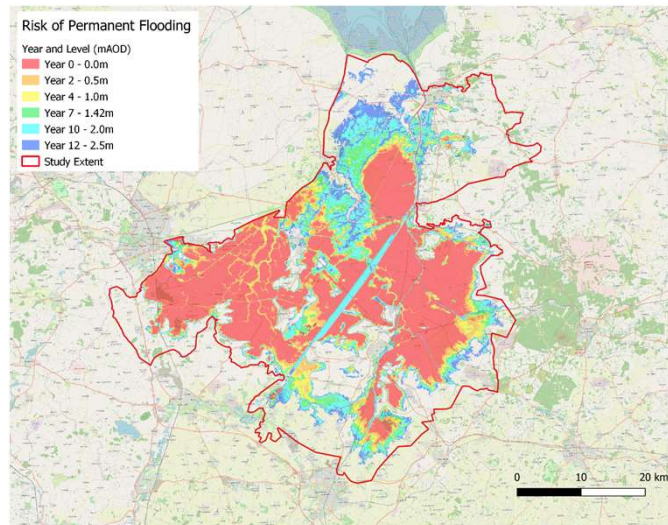 Risk of Permanent Flooding
Year and Level (mAOD)
Year 0 - 0.0m
Year 2 - 0.5m
Year 4 - 1.0m
Year 7 - 1.42m
Year 10 - 2.0m
Year 12 - 2.5m
Study Extent
0 10 20 km